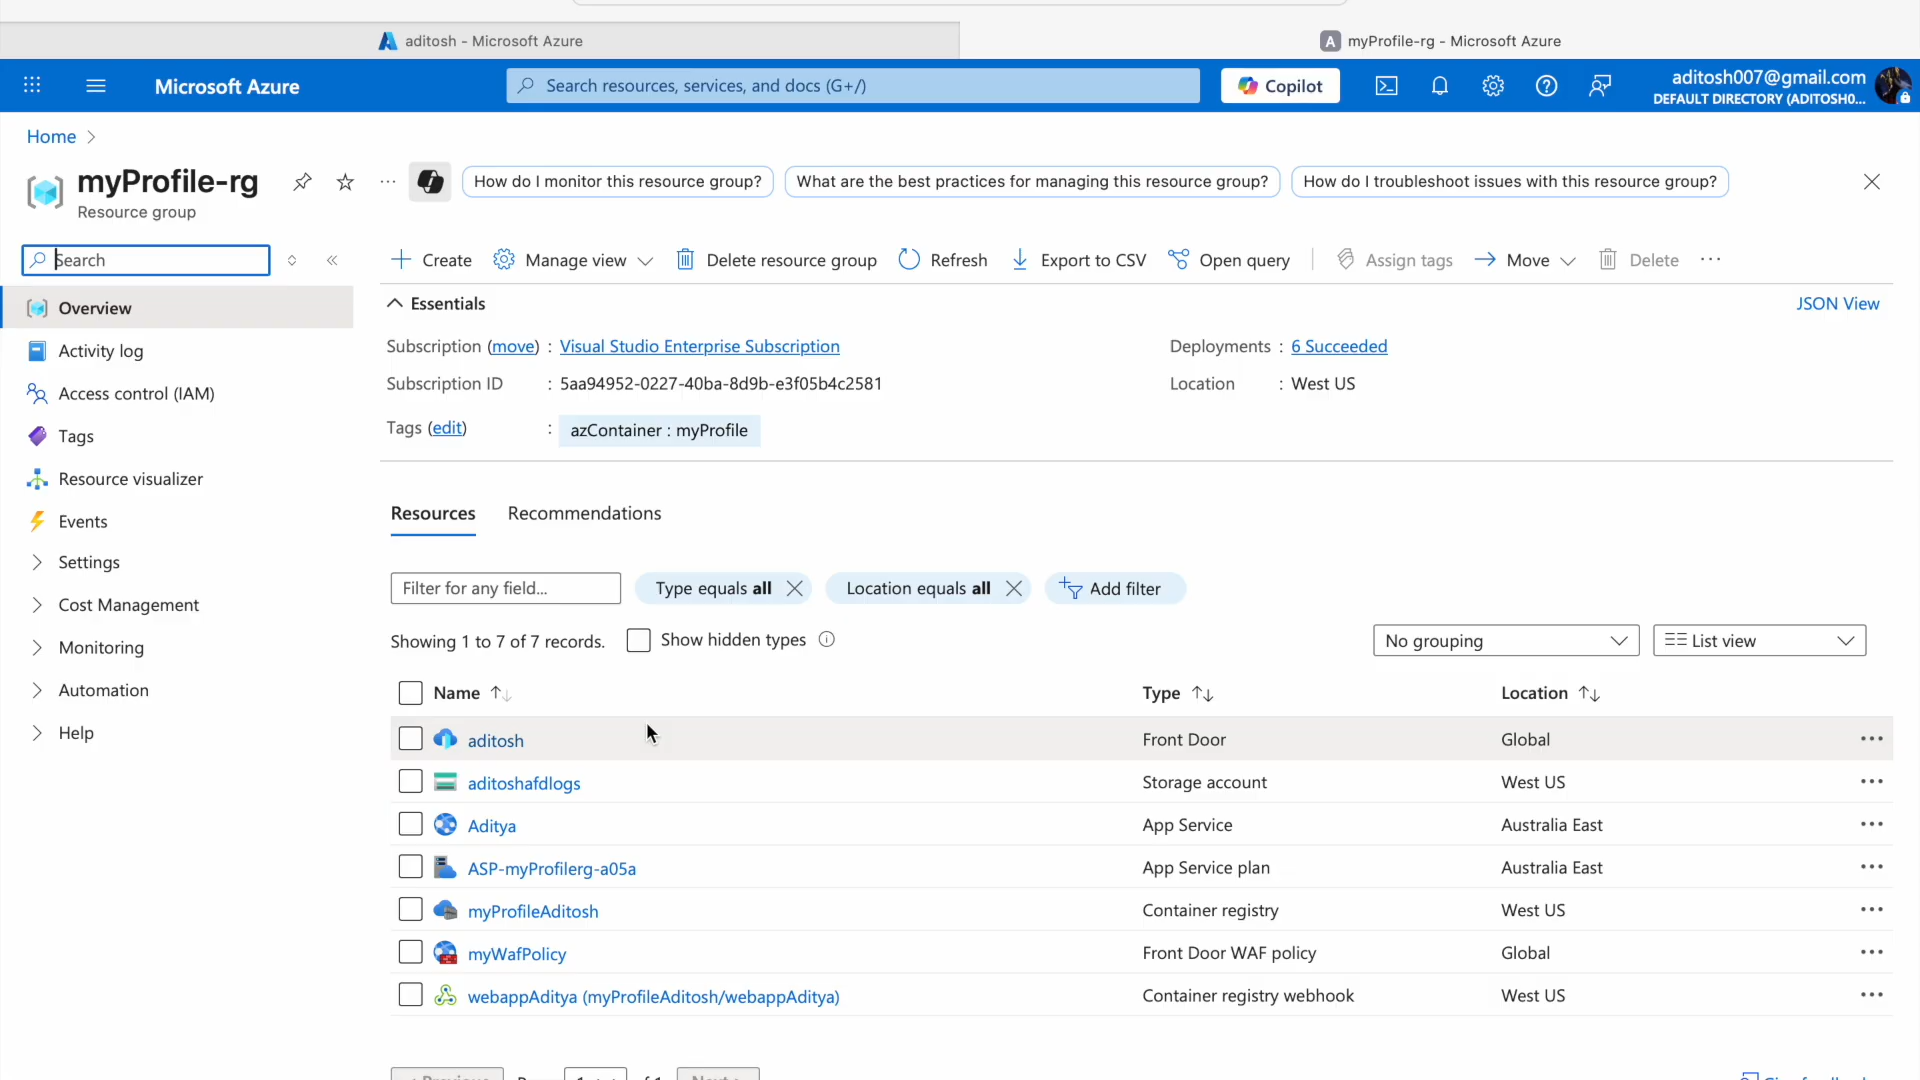 aditosh - Microsoft Azure
A myProfile-rg - Microsoft Azure
Microsoft Azure
Search resources, services, and docs (G+/)
Copilot
aditosh007@gmail.com
DEFAULT DIRECTORY (ADITOSH0...
Home
myProfile-rg
Resource group
How do I monitor this resource group?
What are the best practices for managing this resource group?
How do I troubleshoot issues with this resource group?
Search
Create
Manage view
Delete resource group
Refresh
Export to CSV
Open query
Assign tags
Move
Delete
Overview
Activity log
Access control (IAM)
Tags
Resource visualizer
Events
Settings
Cost Management
Monitoring
Automation
Help
Essentials
JSON View
Subscription (move) : Visual Studio Enterprise Subscription
Deployments : 6 Succeeded
Subscription ID : 5aa94952-0227-40ba-8d9b-e3f05b4c2581
Location : West US
Tags (edit) : azContainer : myProfile
Resources
Recommendations
Filter for any field...
Type equals all
Location equals all
Add filter
Showing 1 to 7 of 7 records.
Show hidden types
No grouping
List view
Name Type Location
aditosh Front Door Global
aditoshafdlogs Storage account West US
Aditya App Service Australia East
ASP-myProfilerg-a05a App Service plan Australia East
myProfileAditosh Container registry West US
myWafPolicy Front Door WAF policy Global
webappAditya (myProfileAditosh/webappAditya) Container registry webhook West US